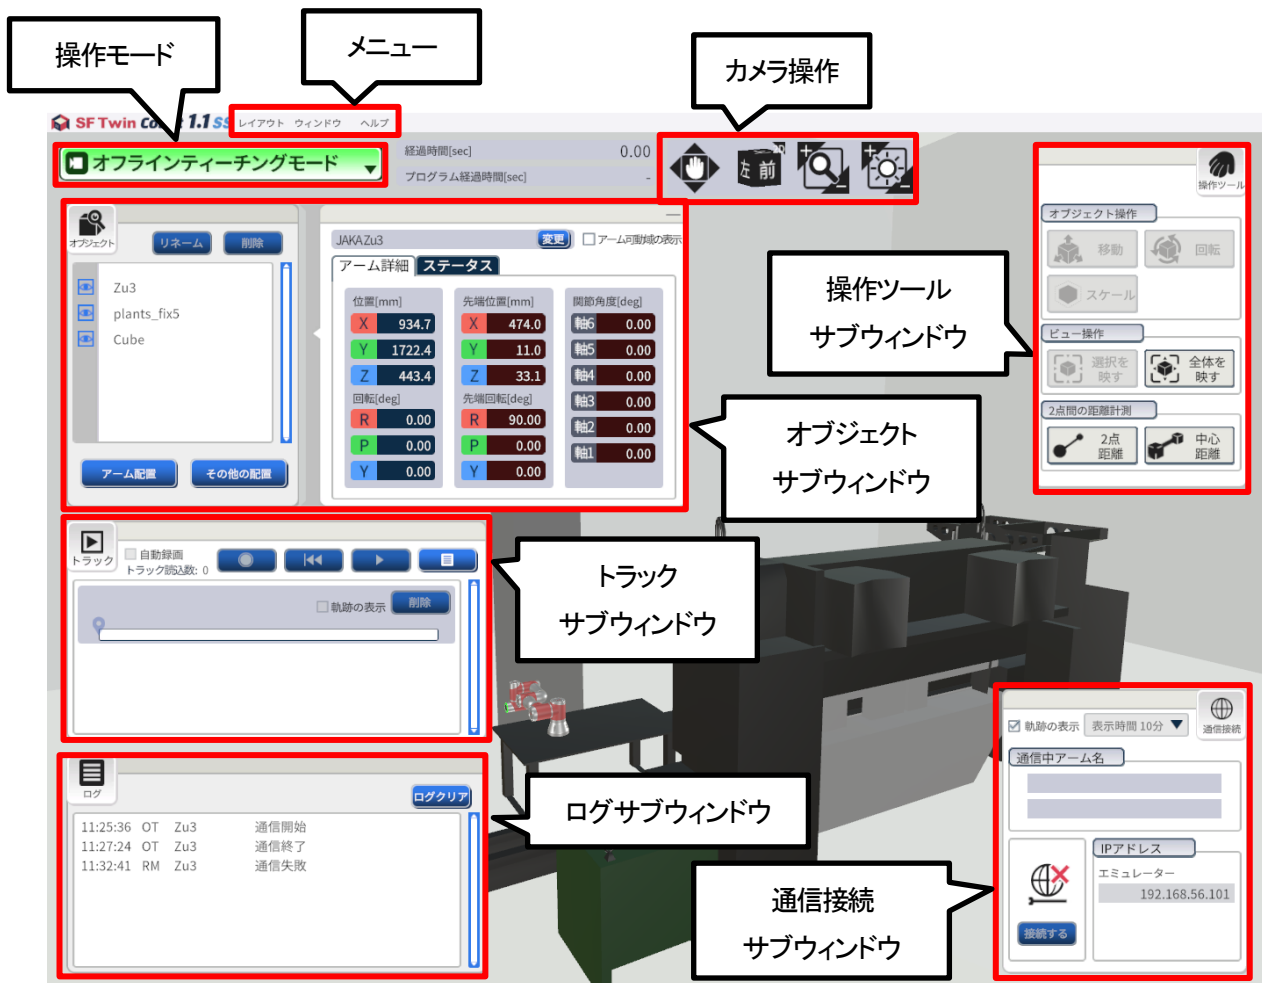 操作モード
メニュー
カメラ操作
SF Twin
1.1
レイアウト ウィンドウ ヘルプ
オフラインティーチングモード
経過時間[sec] 0.00
プログラム経過時間[sec] -
左 前
操作ツール
オブジェクト
リネーム 削除
Zu3
plants_fix5
Cube
アーム配置 その他の配置
JAKA Zu3 変更 アーム可動域の表示
アーム詳細 ステータス
位置[mm] 先端位置[mm] 関節角度[deg]
X 934.7 X 474.0 軸6 0.00
Y 1722.4 Y 11.0 軸5 0.00
Z 443.4 Z 33.1 軸4 0.00
回転[deg] 先端回転[deg] 軸3 0.00
R 0.00 R 90.00 軸2 0.00
P 0.00 P 0.00 軸1 0.00
Y 0.00 Y 0.00
オブジェクト操作
移動 回転
スケール
ビュー操作
選択を
映す
全体を
映す
2点間の距離計測
2点
距離
中心
距離
操作ツール
サブウィンドウ
オブジェクト
サブウィンドウ
トラック
自動録画
トラック読込数: 0
軌跡の表示 削除
トラック
サブウィンドウ
ログ
ログクリア
11:25:36 OT Zu3 通信開始
11:27:24 OT Zu3 通信終了
11:32:41 RM Zu3 通信失敗
ログサブウィンドウ
軌跡の表示 表示時間 10分 通信接続
通信中アーム名
IPアドレス
エミュレーター
192.168.56.101
接続する
通信接続
サブウィンドウ